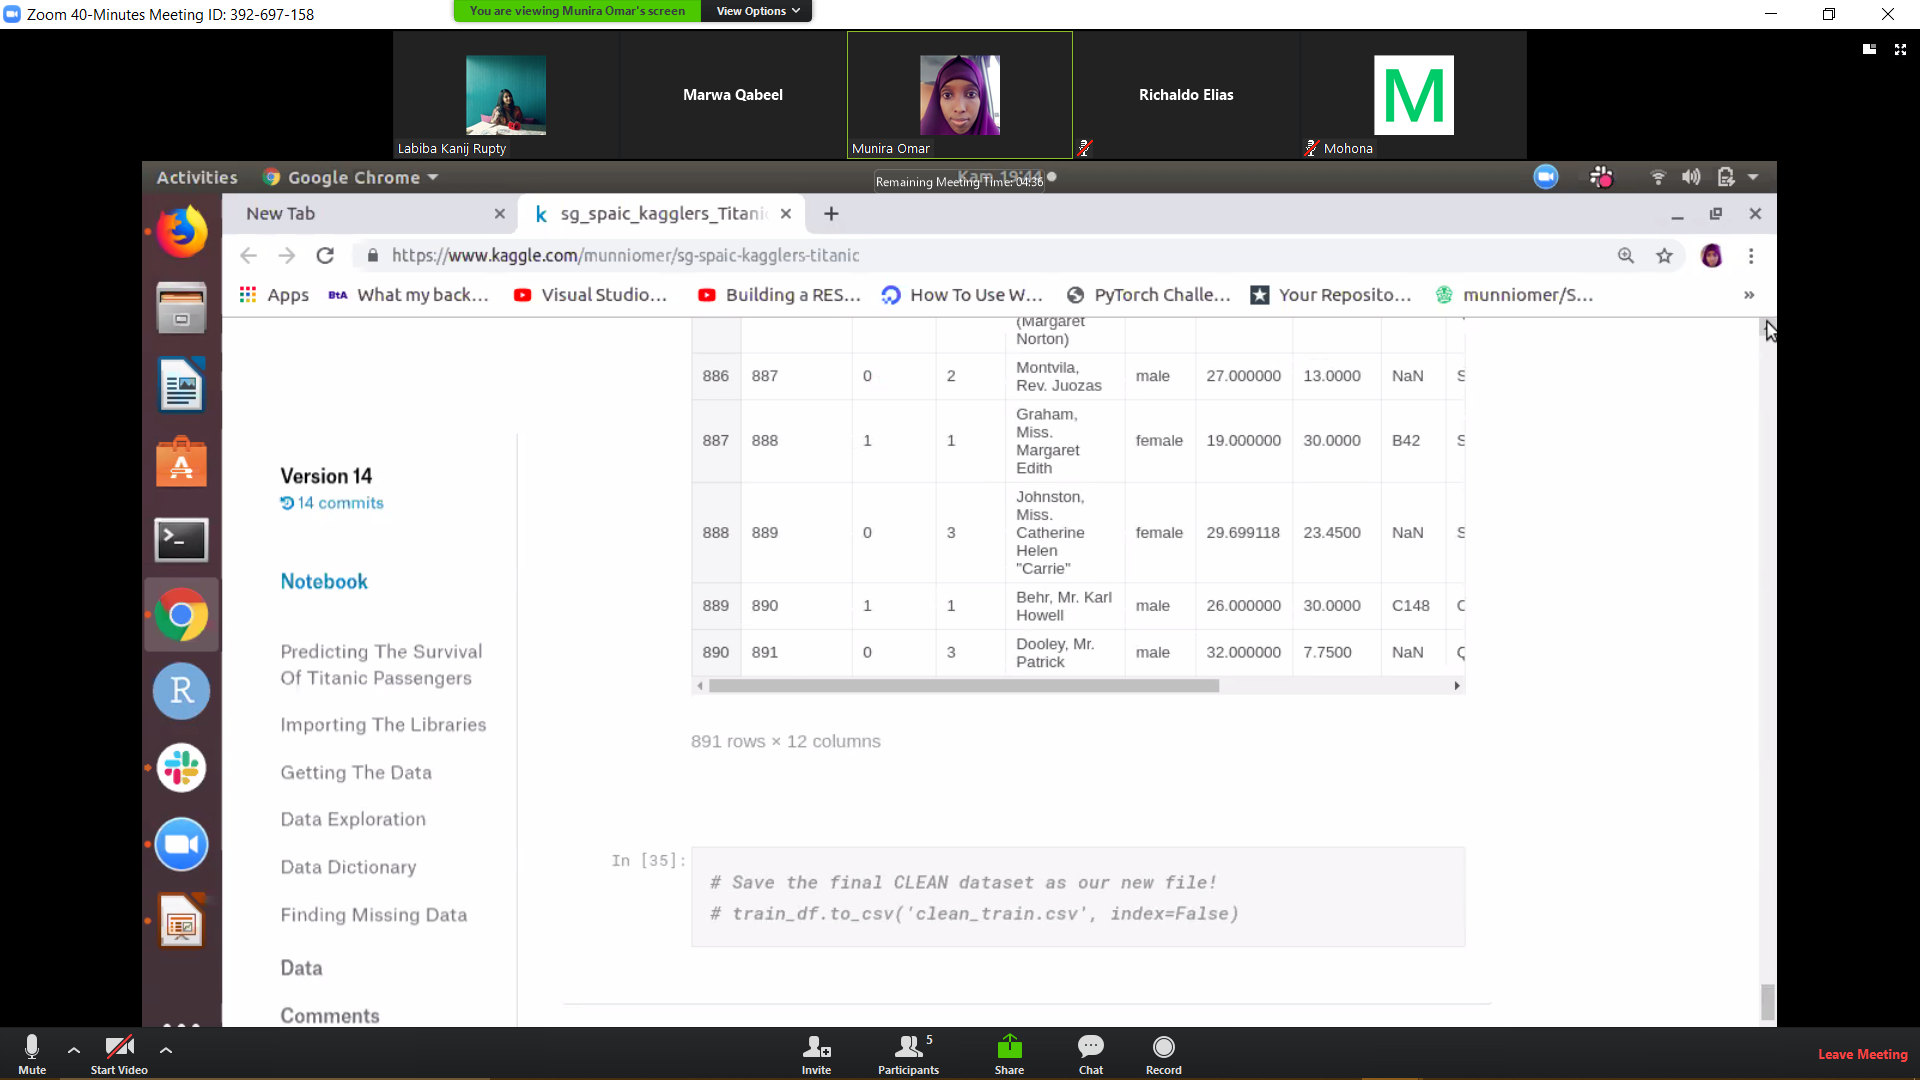 Zoom 40-Minutes Meeting ID: 392-697-158
You are viewing Munira Omar's screen
View Options
Labiba Kanij Rupty
Marwa Qabeel
Munira Omar
Richaldo Elias
M
Mohona
Activities
Google Chrome
Remaining Meeting Time: 04:36
New Tab
sg_spaic_kagglers_Titanic
https://www.kaggle.com/munniomer/sg-spaic-kagglers-titanic
Apps
BtA What my back...
Visual Studio...
Building a RES...
How To Use W...
PyTorch Challe...
Your Reposito...
munniomer/S...
»
Version 14
14 commits
Notebook
Predicting The Survival
Of Titanic Passengers
Importing The Libraries
Getting The Data
Data Exploration
Data Dictionary
Finding Missing Data
Data
Comments
(Margaret
Norton)
886 887 0 2 Montvila, Rev. Juozas male 27.000000 13.0000 NaN S
887 888 1 1 Graham, Miss. Margaret Edith female 19.000000 30.0000 B42 S
888 889 0 3 Johnston, Miss. Catherine Helen "Carrie" female 29.699118 23.4500 NaN S
889 890 1 1 Behr, Mr. Karl Howell male 26.000000 30.0000 C148 C
890 891 0 3 Dooley, Mr. Patrick male 32.000000 7.7500 NaN Q
891 rows × 12 columns
In [35]:
# Save the final CLEAN dataset as our new file!
# train_df.to_csv('clean_train.csv', index=False)
Mute
Start Video
Invite
5
Participants
Share
Chat
Record
Leave Meeting